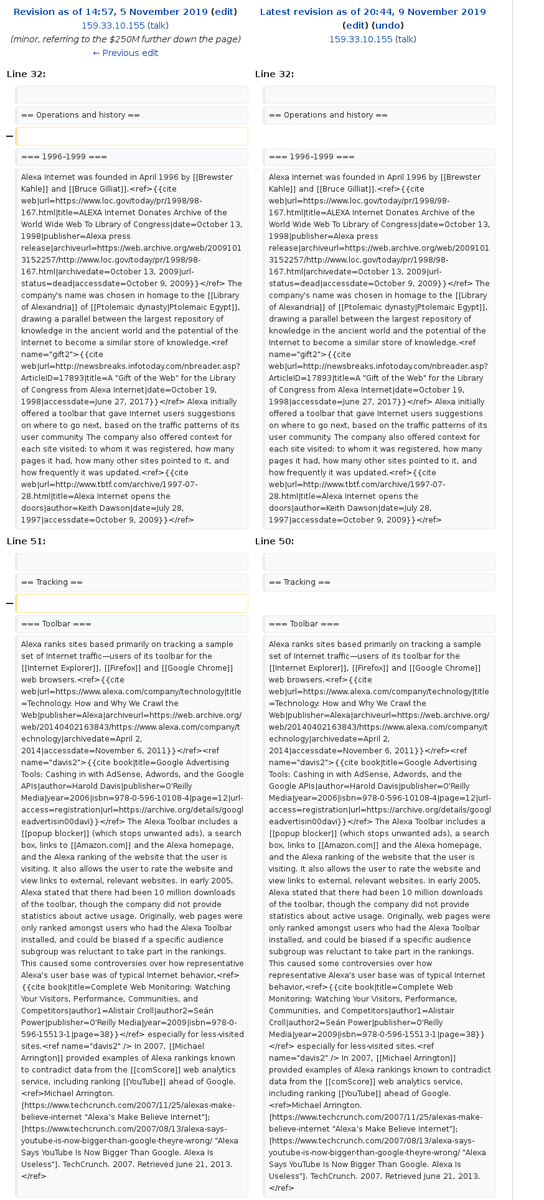 Revision as of 14:57, 5 November 2019 (edit)
159.33.10.155 (talk)
(minor, referring to the $250M further down the page)
← Previous edit
Latest revision as of 20:44, 9 November 2019
(edit) (undo)
159.33.10.155 (talk)
Line 32:
Line 32:
== Operations and history ==
== Operations and history ==
−
=== 1996–1999 ===
=== 1996–1999 ===
Alexa Internet was founded in April 1996 by [[Brewster
Kahle]] and [[Bruce Gilliat]].<ref>{{cite
web|url=https://www.loc.gov/today/pr/1998/98-
167.html|title=ALEXA Internet Donates Archive of the
World Wide Web To Library of Congress|date=October 13,
1998|publisher=Alexa press
release|archiveurl=https://web.archive.org/web/2009101
3152257/http://www.loc.gov/today/pr/1998/98-
167.html|archivedate=October 13, 2009|url-
status=dead|accessdate=October 9, 2009}}</ref> The
company's name was chosen in homage to the [[Library
of Alexandria]] of [[Ptolemaic dynasty|Ptolemaic Egypt]],
drawing a parallel between the largest repository of
knowledge in the ancient world and the potential of the
Internet to become a similar store of knowledge.<ref
name="gift2">{{cite
web|url=http://newsbreaks.infotoday.com/nbreader.asp?
ArticleID=17893|title=A "Gift of the Web" for the Library
of Congress from Alexa Internet|date=October 19,
1998|accessdate=June 27, 2017}}</ref> Alexa initially
offered a toolbar that gave Internet users suggestions
on where to go next, based on the traffic patterns of its
user community. The company also offered context for
each site visited: to whom it was registered, how many
pages it had, how many other sites pointed to it, and
how frequently it was updated.<ref>{{cite
web|url=http://www.tbtf.com/archive/1997-07-
28.html|title=Alexa Internet opens the
doors|author=Keith Dawson|date=July 28,
1997|accessdate=October 9, 2009}}</ref>
Alexa Internet was founded in April 1996 by [[Brewster
Kahle]] and [[Bruce Gilliat]].<ref>{{cite
web|url=https://www.loc.gov/today/pr/1998/98-
167.html|title=ALEXA Internet Donates Archive of the
World Wide Web To Library of Congress|date=October 13,
1998|publisher=Alexa press
release|archiveurl=https://web.archive.org/web/2009101
3152257/http://www.loc.gov/today/pr/1998/98-
167.html|archivedate=October 13, 2009|url-
status=dead|accessdate=October 9, 2009}}</ref> The
company's name was chosen in homage to the [[Library
of Alexandria]] of [[Ptolemaic dynasty|Ptolemaic Egypt]],
drawing a parallel between the largest repository of
knowledge in the ancient world and the potential of the
Internet to become a similar store of knowledge.<ref
name="gift2">{{cite
web|url=http://newsbreaks.infotoday.com/nbreader.asp?
ArticleID=17893|title=A "Gift of the Web" for the Library
of Congress from Alexa Internet|date=October 19,
1998|accessdate=June 27, 2017}}</ref> Alexa initially
offered a toolbar that gave Internet users suggestions
on where to go next, based on the traffic patterns of its
user community. The company also offered context for
each site visited: to whom it was registered, how many
pages it had, how many other sites pointed to it, and
how frequently it was updated.<ref>{{cite
web|url=http://www.tbtf.com/archive/1997-07-
28.html|title=Alexa Internet opens the
doors|author=Keith Dawson|date=July 28,
1997|accessdate=October 9, 2009}}</ref>
Line 51:
Line 50:
== Tracking ==
== Tracking ==
−
=== Toolbar ===
=== Toolbar ===
Alexa ranks sites based primarily on tracking a sample
set of Internet traffic—users of its toolbar for the
[[Internet Explorer]], [[Firefox]] and [[Google Chrome]]
web browsers.<ref>{{cite
web|url=https://www.alexa.com/company/technology|title
=Technology: How and Why We Crawl the
Web|publisher=Alexa|archiveurl=https://web.archive.org/
web/20140402163843/https://www.alexa.com/company/t
echnology|archivedate=April 2,
2014|accessdate=November 6, 2011}}</ref><ref
name="davis2">{{cite book|title=Google Advertising
Tools: Cashing in with AdSense, Adwords, and the Google
APIs|author=Harold Davis|publisher=O'Reilly
Media|year=2006|isbn=978-0-596-10108-4|page=12|url-
access=registration|url=https://archive.org/details/googl
eadvertisin00davi}}</ref> The Alexa Toolbar includes a
[[popup blocker]] (which stops unwanted ads), a search
box, links to [[Amazon.com]] and the Alexa homepage,
and the Alexa ranking of the website that the user is
visiting. It also allows the user to rate the website and
view links to external, relevant websites. In early 2005,
Alexa stated that there had been 10 million downloads
of the toolbar, though the company did not provide
statistics about active usage. Originally, web pages were
only ranked amongst users who had the Alexa Toolbar
installed, and could be biased if a specific audience
subgroup was reluctant to take part in the rankings.
This caused some controversies over how representative
Alexa's user base was of typical Internet behavior,<ref>
{{cite book|title=Complete Web Monitoring: Watching
Your Visitors, Performance, Communities, and
Competitors|author1=Alistair Croll|author2=Seán
Power|publisher=O'Reilly Media|year=2009|isbn=978-0-
596-15513-1|page=38}}</ref> especially for less-visited
sites.<ref name="davis2" /> In 2007, [[Michael
Arrington]] provided examples of Alexa rankings known
to contradict data from the [[comScore]] web analytics
service, including ranking [[YouTube]] ahead of Google.
<ref>Michael Arrington.
[https://www.techcrunch.com/2007/11/25/alexas-make-
believe-internet "Alexa's Make Believe Internet"];
[https://www.techcrunch.com/2007/08/13/alexa-says-
youtube-is-now-bigger-than-google-theyre-wrong/ "Alexa
Says YouTube Is Now Bigger Than Google. Alexa Is
Useless"]. TechCrunch. 2007. Retrieved June 21, 2013.
</ref>
Alexa ranks sites based primarily on tracking a sample
set of Internet traffic—users of its toolbar for the
[[Internet Explorer]], [[Firefox]] and [[Google Chrome]]
web browsers.<ref>{{cite
web|url=https://www.alexa.com/company/technology|title
=Technology: How and Why We Crawl the
Web|publisher=Alexa|archiveurl=https://web.archive.org/
web/20140402163843/https://www.alexa.com/company/t
echnology|archivedate=April 2,
2014|accessdate=November 6, 2011}}</ref><ref
name="davis2">{{cite book|title=Google Advertising
Tools: Cashing in with AdSense, Adwords, and the Google
APIs|author=Harold Davis|publisher=O'Reilly
Media|year=2006|isbn=978-0-596-10108-4|page=12|url-
access=registration|url=https://archive.org/details/googl
eadvertisin00davi}}</ref> The Alexa Toolbar includes a
[[popup blocker]] (which stops unwanted ads), a search
box, links to [[Amazon.com]] and the Alexa homepage,
and the Alexa ranking of the website that the user is
visiting. It also allows the user to rate the website and
view links to external, relevant websites. In early 2005,
Alexa stated that there had been 10 million downloads
of the toolbar, though the company did not provide
statistics about active usage. Originally, web pages were
only ranked amongst users who had the Alexa Toolbar
installed, and could be biased if a specific audience
subgroup was reluctant to take part in the rankings.
This caused some controversies over how
representative Alexa's user base was of typical Internet
behavior,<ref>{{cite book|title=Complete Web
Monitoring: Watching Your Visitors, Performance,
Communities, and Competitors|author1=Alistair
Croll|author2=Seán Power|publisher=O'Reilly
Media|year=2009|isbn=978-0-596-15513-1|page=38}}
</ref> especially for less-visited sites.<ref
name="davis2" /> In 2007, [[Michael Arrington]]
provided examples of Alexa rankings known to contradict
data from the [[comScore]] web analytics service,
including ranking [[YouTube]] ahead of Google.
<ref>Michael Arrington.
[https://www.techcrunch.com/2007/11/25/alexas-make-
believe-internet "Alexa's Make Believe Internet"];
[https://www.techcrunch.com/2007/08/13/alexa-says-
youtube-is-now-bigger-than-google-theyre-wrong/ "Alexa
Says YouTube Is Now Bigger Than Google. Alexa Is
Useless"]. TechCrunch. 2007. Retrieved June 21, 2013.
</ref>